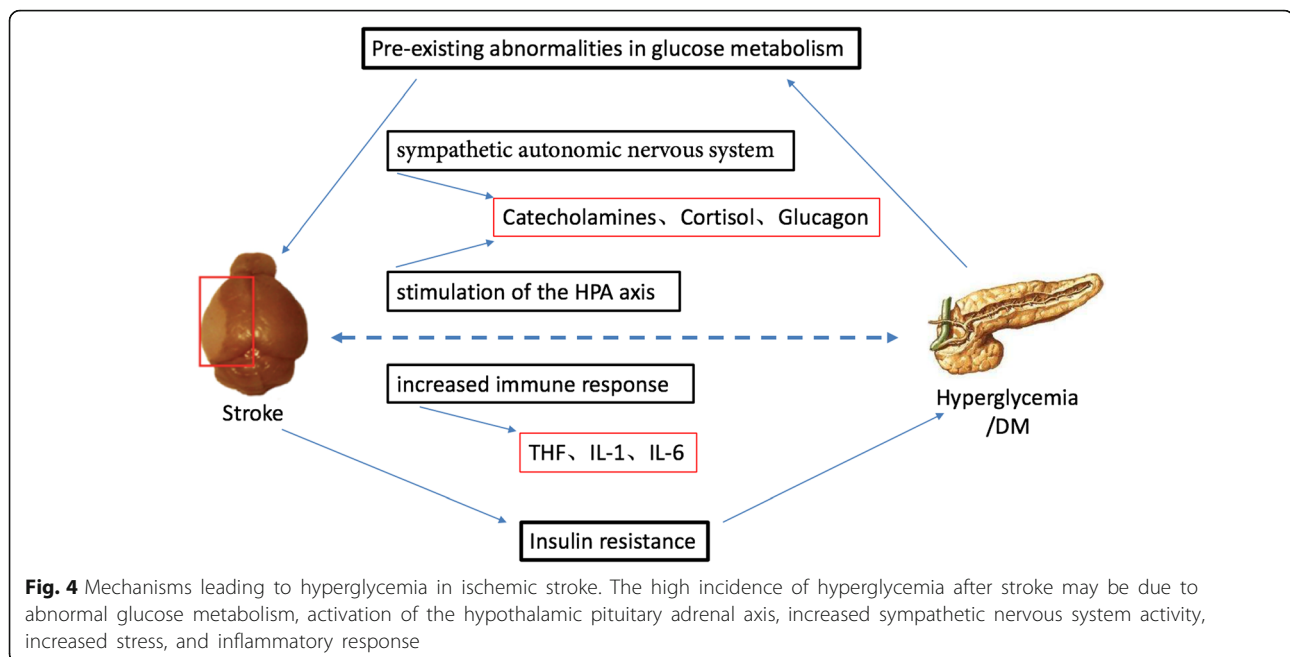 Pre-existing abnormalities in glucose metabolism
sympathetic autonomic nervous system
Catecholamines、Cortisol、Glucagon
stimulation of the HPA axis
increased immune response
Stroke
THF、IL-1、IL-6
Hyperglycemia
/DM
Insulin resistance
Fig. 4 Mechanisms leading to hyperglycemia in ischemic stroke. The high incidence of hyperglycemia after stroke may be due to
abnormal glucose metabolism, activation of the hypothalamic pituitary adrenal axis, increased sympathetic nervous system activity,
increased stress, and inflammatory response